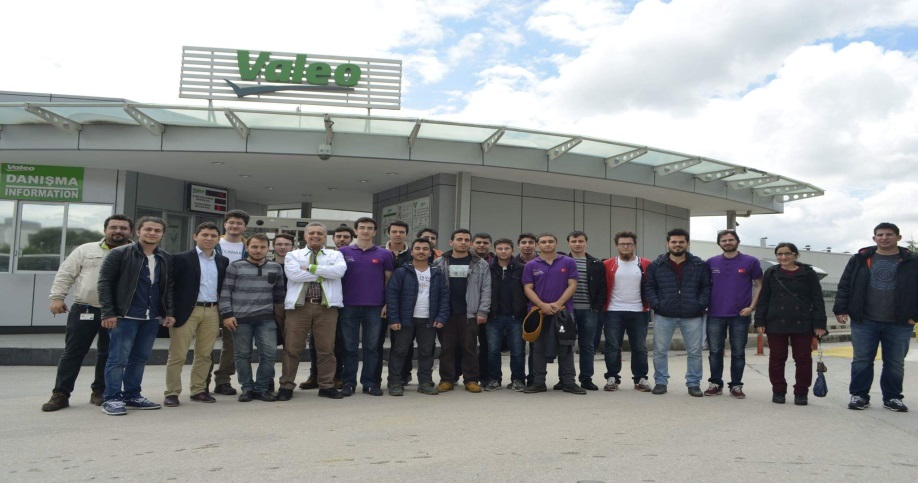 Valeo
Valeo
DANIŞMA
INFORMATION